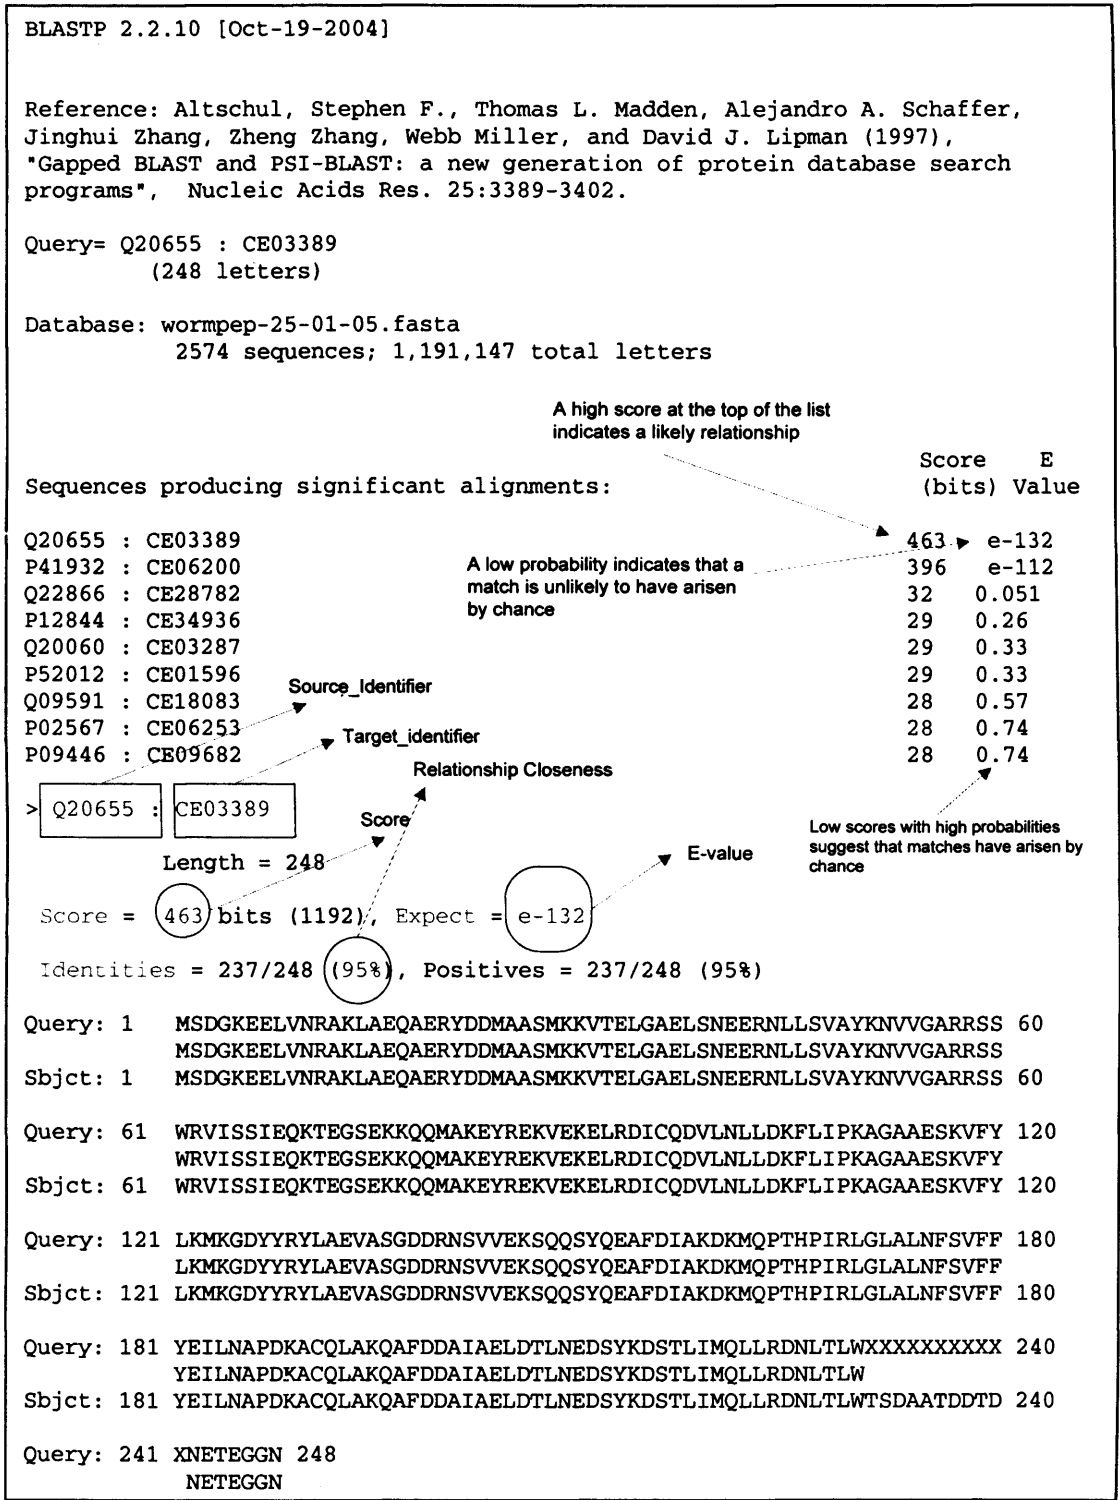 BLASTP 2.2.10 [Oct-19-2004]
Reference: Altschul, Stephen F., Thomas L. Madden, Alejandro A. Schaffer,
Jinghui Zhang, Zheng Zhang, Webb Miller, and David J. Lipman (1997),
"Gapped BLAST and PSI-BLAST: a new generation of protein database search
programs", Nucleic Acids Res. 25:3389-3402.
Query= Q20655 : CE03389
(248 letters)
Database: wormpep-25-01-05.fasta
2574 sequences; 1,191,147 total letters
A high score at the top of the list
indicates a likely relationship
Score E
Sequences producing significant alignments: (bits) Value
Q20655 : CE03389 463 e-132
P41932 : CE06200 396 e-112
Q22866 : CE28782 32 0.051
P12844 : CE34936 29 0.26
Q20060 : CE03287 29 0.33
P52012 : CE01596 29 0.33
Q09591 : CE18083 28 0.57
P02567 : CE06253 28 0.74
P09446 : CE09682 28 0.74
A low probability indicates that a
match is unlikely to have arisen
by chance
Source_Identifier
Target_identifier
Relationship Closeness
> Q20655 : CE03389
Score
Low scores with high probabilities
suggest that matches have arisen by
chance
Length = 248
E-value
Score = 463 bits (1192), Expect = e-132
Identities = 237/248 (95%), Positives = 237/248 (95%)
Query: 1 MSDGKEELVNRAKLAEQAERYDDMAASMKKVTELGAELSNEERNLLSVAYKNVVGARRSS 60
MSDGKEELVNRAKLAEQAERYDDMAASMKKVTELGAELSNEERNLLSVAYKNVVGARRSS
Sbjct: 1 MSDGKEELVNRAKLAEQAERYDDMAASMKKVTELGAELSNEERNLLSVAYKNVVGARRSS 60
Query: 61 WRVISSIEQKTEGSEKKQQMAKEYREKVEKELRDICQDVLNLLDKFLIPKAGAAESKVFY 120
WRVISSIEQKTEGSEKKQQMAKEYREKVEKELRDICQDVLNLLDKFLIPKAGAAESKVFY
Sbjct: 61 WRVISSIEQKTEGSEKKQQMAKEYREKVEKELRDICQDVLNLLDKFLIPKAGAAESKVFY 120
Query: 121 LKMKGDYYRYLAEVASGDDRNSVVEKSQQSYQEAFDIAKDKMQPTHPIRLGLALNFSVFF 180
LKMKGDYYRYLAEVASGDDRNSVVEKSQQSYQEAFDIAKDKMQPTHPIRLGLALNFSVFF
Sbjct: 121 LKMKGDYYRYLAEVASGDDRNSVVEKSQQSYQEAFDIAKDKMQPTHPIRLGLALNFSVFF 180
Query: 181 YEILNAPDKACQLAKQAFDDAIAELDTLNEDSYKDSTLIMQLLRDNLTLWXXXXXXXXXX 240
YEILNAPDKACQLAKQAFDDAIAELDTLNEDSYKDSTLIMQLLRDNLTLW
Sbjct: 181 YEILNAPDKACQLAKQAFDDAIAELDTLNEDSYKDSTLIMQLLRDNLTLWTSDAATDDTD 240
Query: 241 XNETEGGN 248
NETEGGN